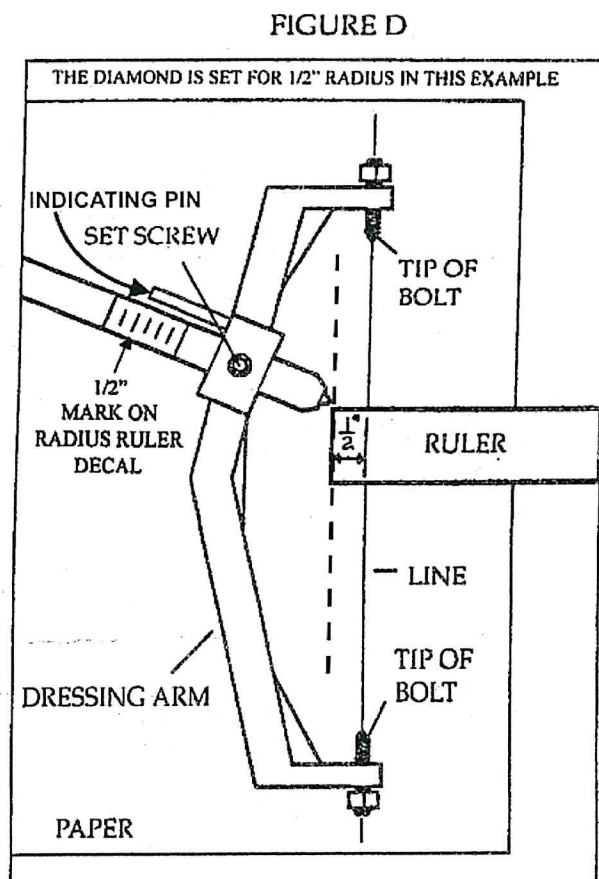 FIGURE D
THE DIAMOND IS SET FOR 1/2" RADIUS IN THIS EXAMPLE
INDICATING PIN
SET SCREW
TIP OF
BOLT
1/2"
MARK ON
RADIUS RULER
DECAL
1/2"
RULER
LINE
TIP OF
BOLT
DRESSING ARM
PAPER